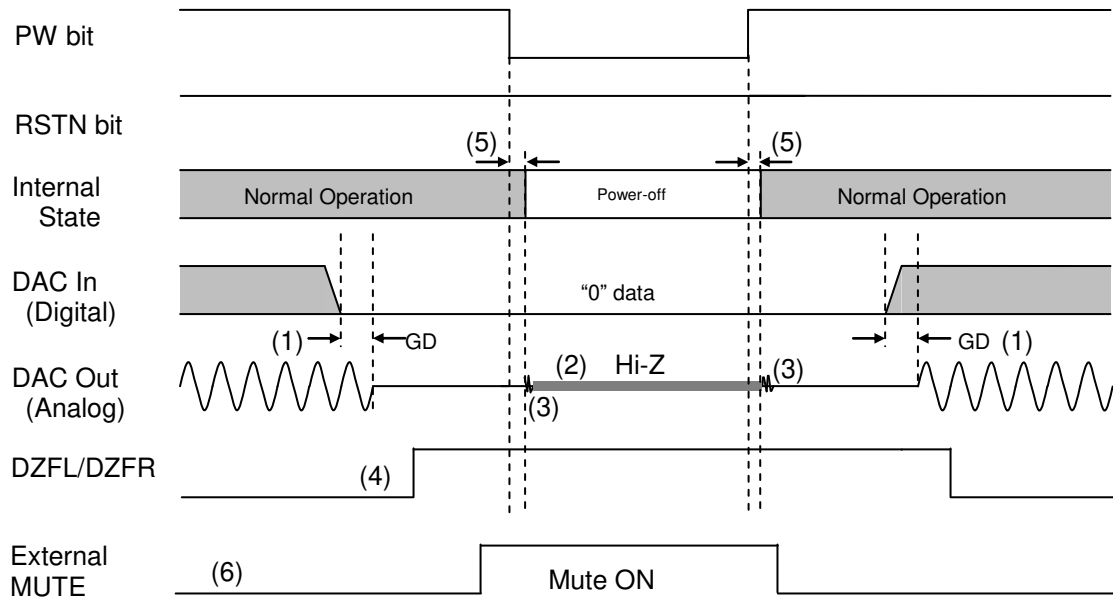 PW bit
RSTN bit
(5)
(5)
Internal
State
Normal Operation
Power-off
Normal Operation
DAC In
(Digital)
“0” data
(1)
GD
GD
(1)
DAC Out
(Analog)
(2)
Hi-Z
(3)
(3)
DZFL/DZFR
(4)
External
MUTE
(6)
Mute ON